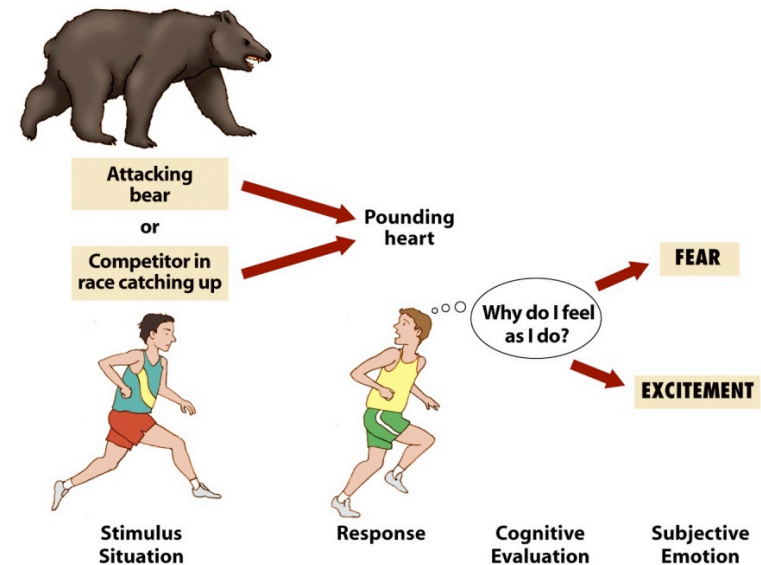 Attacking
bear
or
Competitor in
race catching up
Pounding
heart
Why do I feel
as I do?
FEAR
EXCITEMENT
Stimulus
Situation
Response
Cognitive
Evaluation
Subjective
Emotion